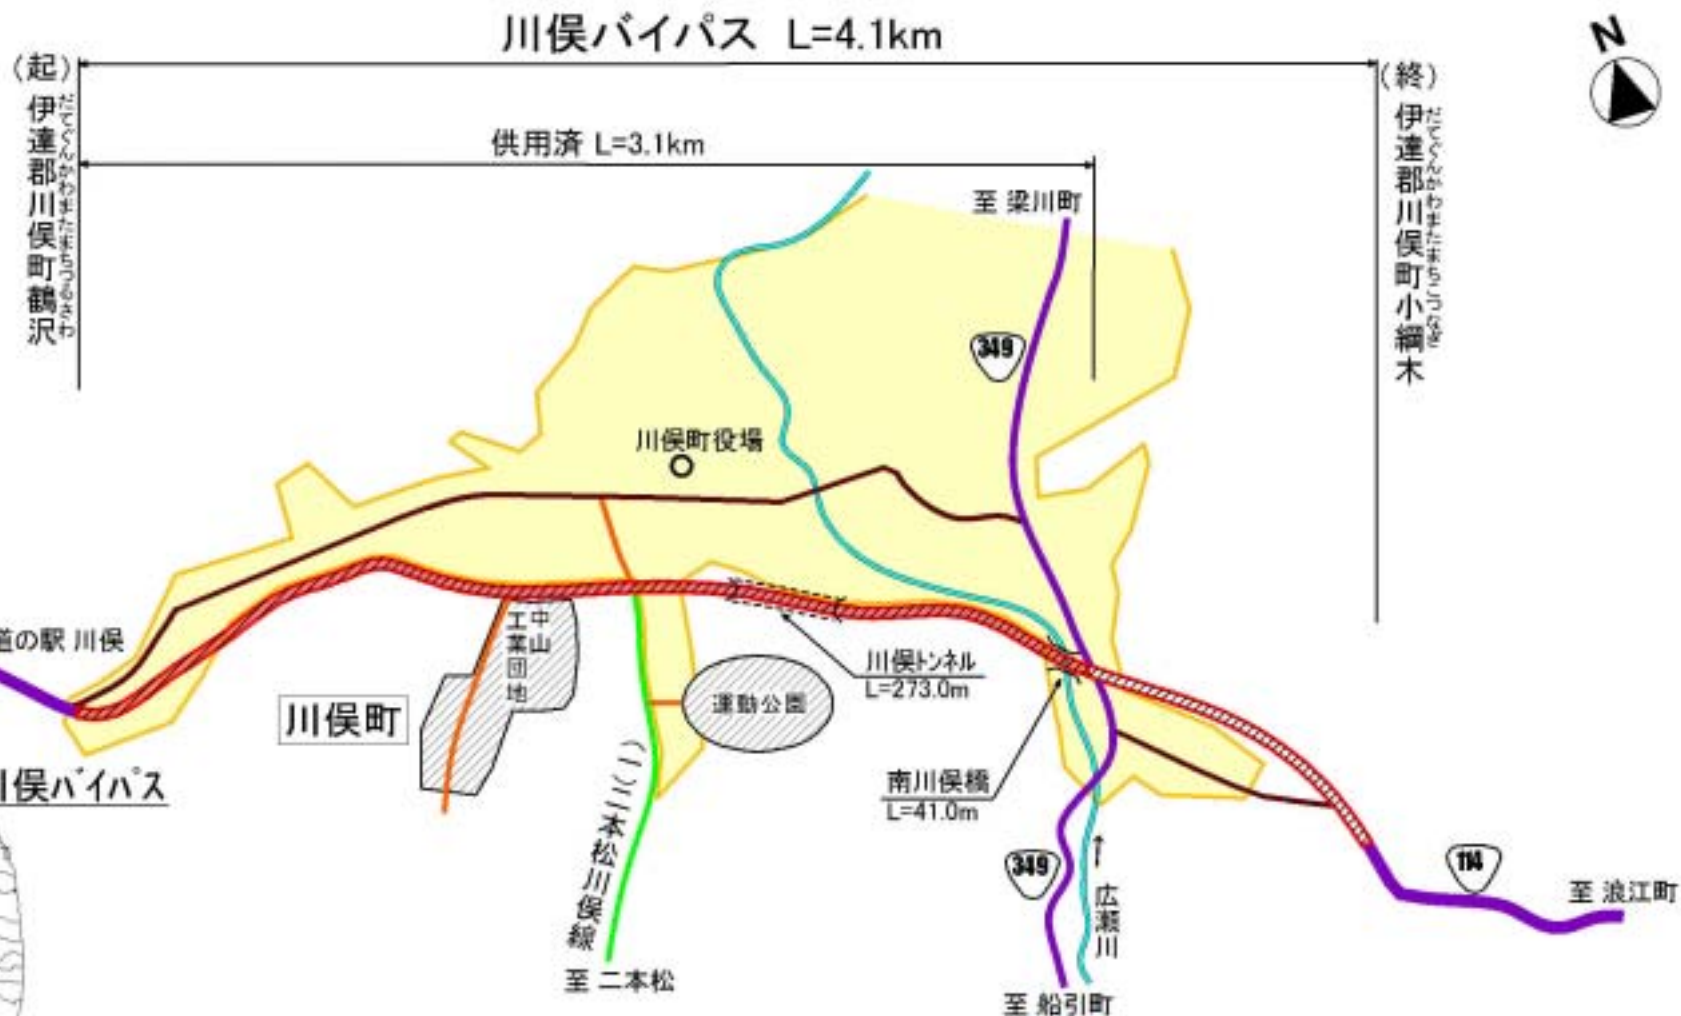 川俣バイパス L=4.1km
N
(起)
伊達郡川俣町鶴沢
だてぐんかわまたまちつるさわ
(終)
伊達郡川俣町小綱木
だてぐんかわまたまちこつなぎ
供用済 L=3.1km
至 梁川町
349
川俣町役場
道の駅 川俣
中山
工業団地
川俣トンネル
L=273.0m
川俣町
運動公園
俣バイパス
南川俣橋
L=41.0m
(一)二本松川俣線
349
114
広瀬川
至 浪江町
至 二本松
至 船引町